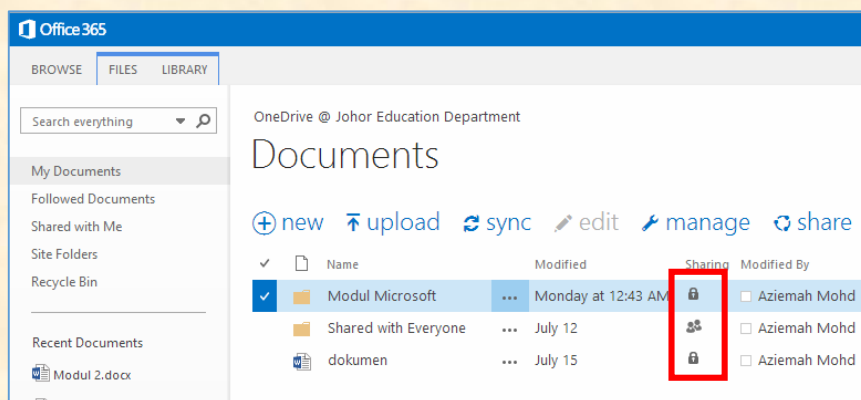 Office 365
BROWSE FILES LIBRARY
Search everything
OneDrive @ Johor Education Department
Documents
My Documents
Followed Documents
Shared with Me
Site Folders
Recycle Bin
Recent Documents
Modul 2.docx
new upload sync edit manage share
Name Modified Sharing Modified By
Modul Microsoft ... Monday at 12:43 AM Aziemah Mohd
Shared with Everyone ... July 12 Aziemah Mohd
dokumen ... July 15 Aziemah Mohd